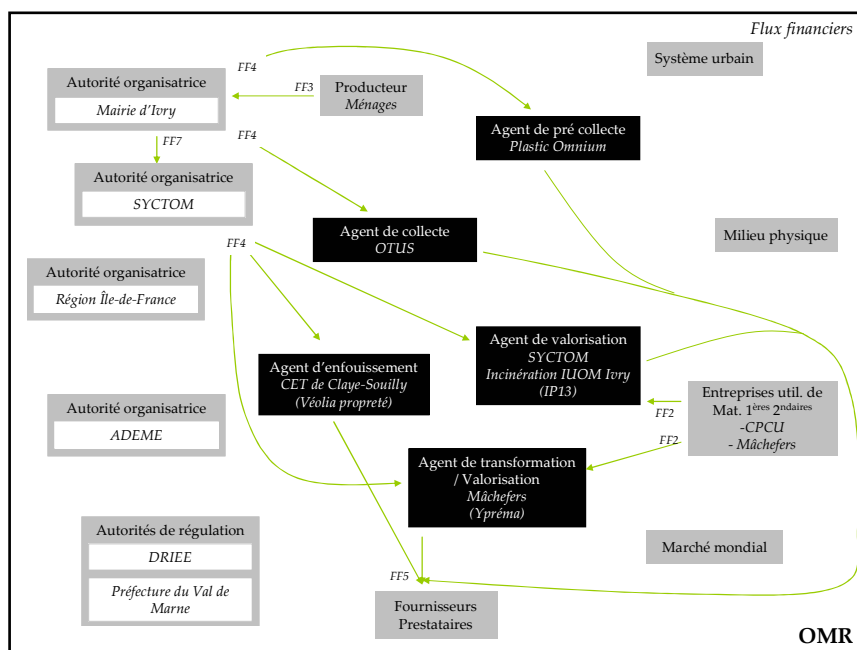 Flux financiers
Système urbain
FF4
Autorité organisatrice
Mairie d'Ivry
FF3
Producteur
Ménages
Agent de pré collecte
Plastic Omnium
FF7
FF4
Autorité organisatrice
SYCTOM
Agent de collecte
OTUS
Milieu physique
FF4
Autorité organisatrice
Région Île-de-France
Agent de valorisation
SYCTOM
Incinération IUOM Ivry
(IP13)
Agent d'enfouissement
CET de Claye-Souilly
(Véolia propreté)
Entreprises util. de
Mat. 1ères 2ndaires
-CPCU
- Mâchefers
FF2
FF2
Autorité organisatrice
ADEME
Agent de transformation
/ Valorisation
Mâchefers
(Ypréma)
Autorités de régulation
DRIEE
Préfecture du Val de
Marne
Marché mondial
FF5
Fournisseurs
Prestataires
OMR